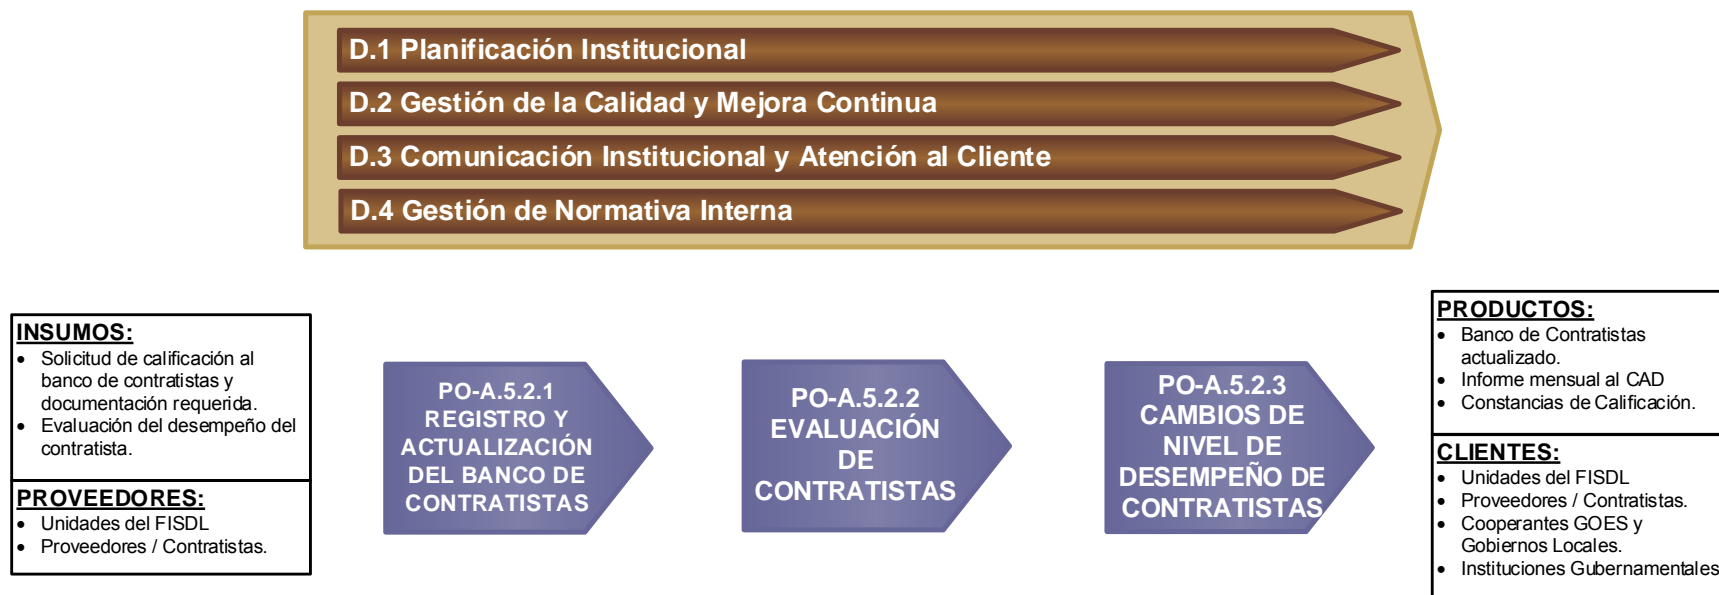 D.1 Planificación Institucional
D.2 Gestión de la Calidad y Mejora Continua
D.3 Comunicación Institucional y Atención al Cliente
D.4 Gestión de Normativa Interna
INSUMOS:
• Solicitud de calificación al
banco de contratistas y
documentación requerida.
• Evaluación del desempeño del
contratista.
PROVEEDORES:
• Unidades del FISDL
• Proveedores / Contratistas.
PO-A.5.2.1
REGISTRO Y
ACTUALIZACIÓN
DEL BANCO DE
CONTRATISTAS
PO-A.5.2.2
EVALUACIÓN
DE
CONTRATISTAS
PO-A.5.2.3
CAMBIOS DE
NIVEL DE
DESEMPEÑO DE
CONTRATISTAS
PRODUCTOS:
• Banco de Contratistas
actualizado.
• Informe mensual al CAD
• Constancias de Calificación.
CLIENTES:
• Unidades del FISDL
• Proveedores / Contratistas.
• Cooperantes GOES y
Gobiernos Locales.
• Instituciones Gubernamentales